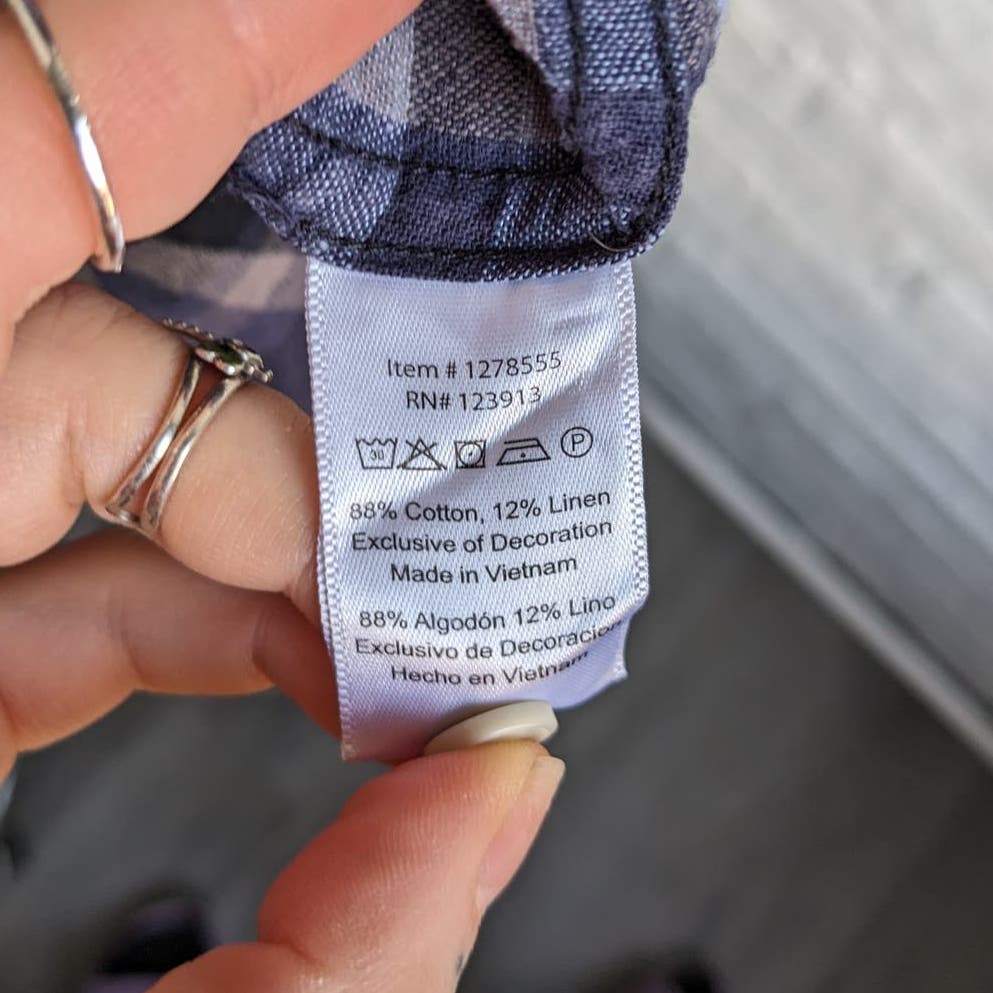 Item # 1278555
RN# 123913
30 P
88% Cotton, 12% Linen
Exclusive of Decoration
Made in Vietnam
88% Algodón 12% Lino
Exclusivo de Decoración
Hecho en Vietnam